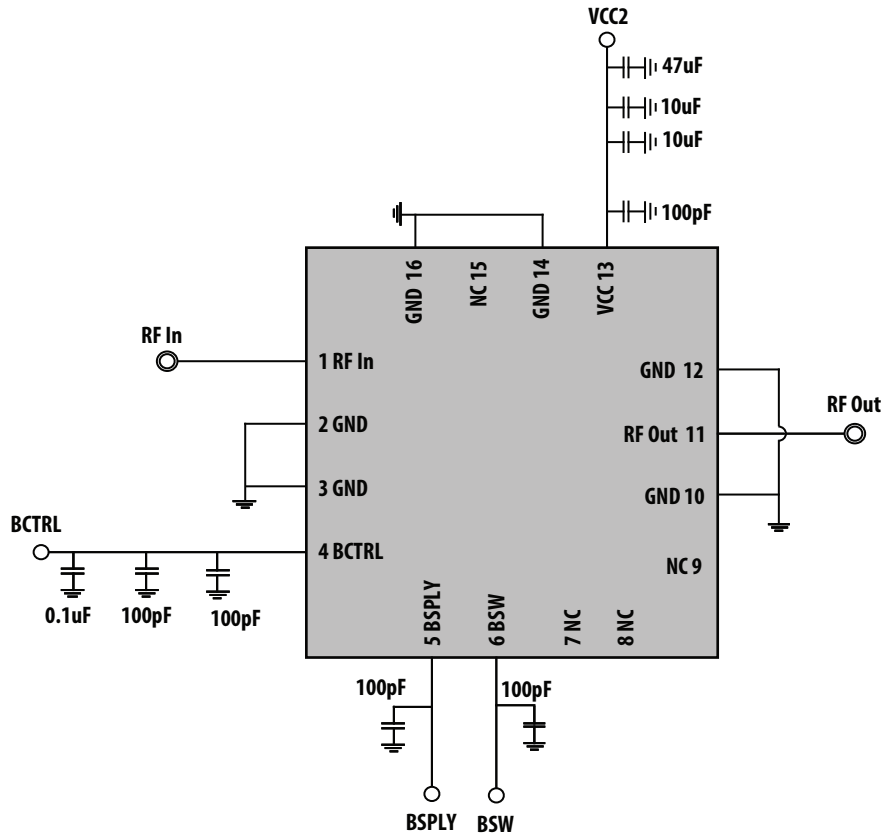 VCC2
47uF
10uF
10uF
100pF
GND 16
NC 15
GND 14
VCC 13
RF In
1 RF In
GND 12
RF Out
2 GND
RF Out 11
3 GND
GND 10
BCTRL
4 BCTRL
NC 9
0.1uF
100pF
100pF
5 BSPLY
6 BSW
7 NC
8 NC
100pF
100pF
BSPLY
BSW